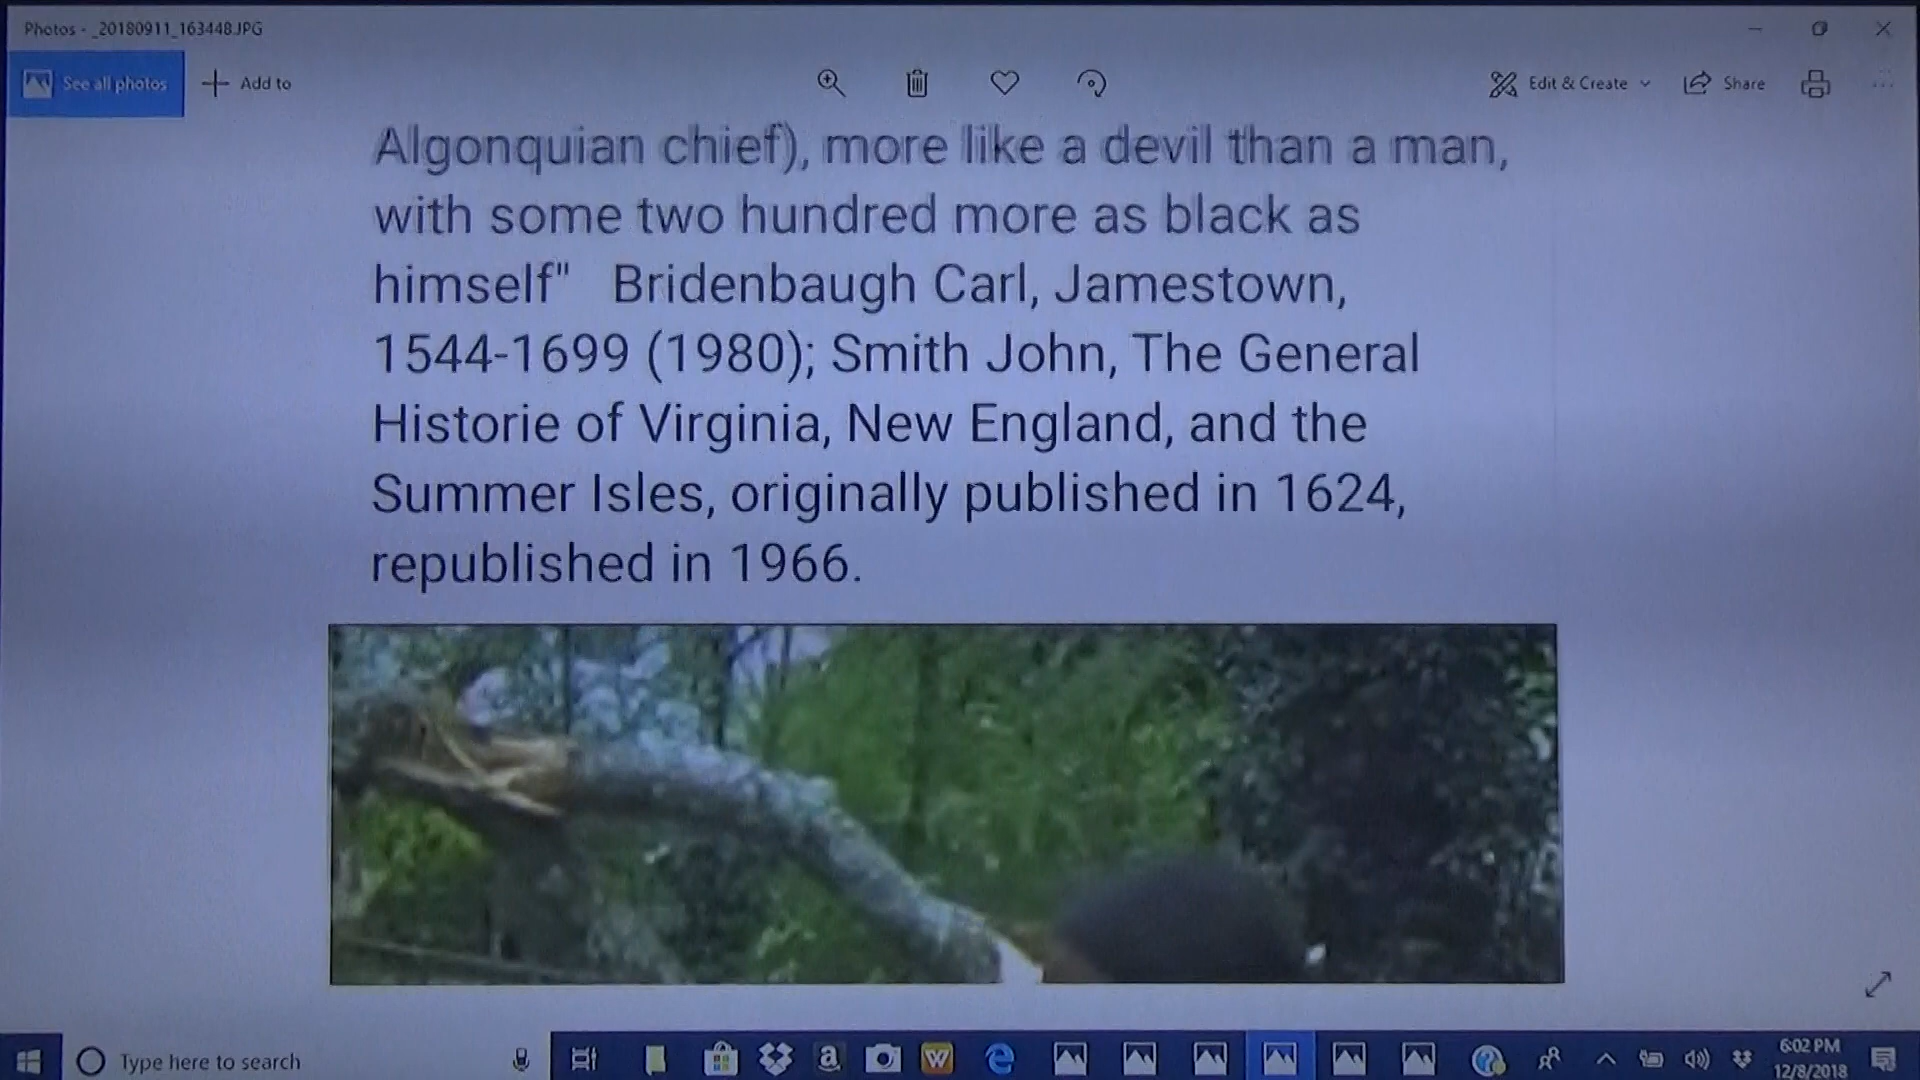 Photos - _20180911_163448.JPG
See all photos
Add to
Edit & Create
Share
Algonquian chief), more like a devil than a man,
with some two hundred more as black as
himself" Bridenbaugh Carl, Jamestown,
1544-1699 (1980); Smith John, The General
Historie of Virginia, New England, and the
Summer Isles, originally published in 1624,
republished in 1966.
Type here to search
6:02 PM
12/8/2018